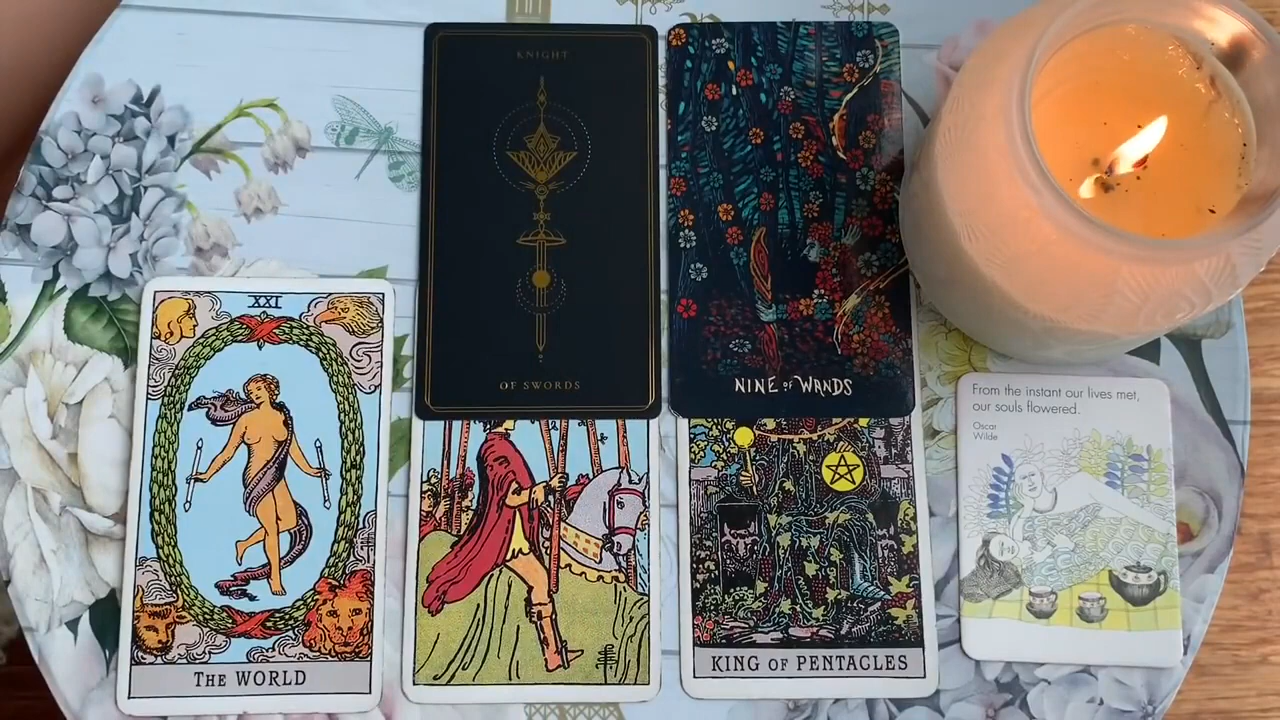 KNIGHT
OF SWORDS
NINE OF WANDS
XXI
THE WORLD
KING OF PENTACLES
From the instant our lives met,
our souls flowered.
Oscar
Wilde